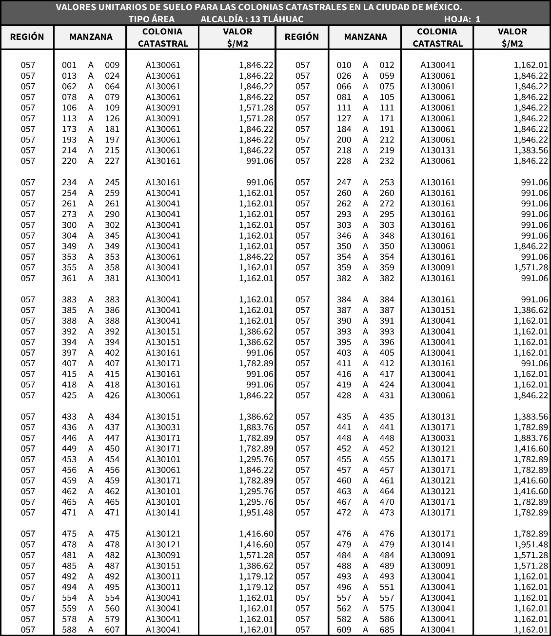 VALORES UNITARIOS DE SUELO PARA LAS COLONIAS CATASTRALES EN LA CIUDAD DE MÉXICO.
TIPO ÁREA ALCALDÍA : 13 TLÁHUAC HOJA: 1
REGIÓN MANZANA COLONIA CATASTRAL VALOR $/M2 REGIÓN MANZANA COLONIA CATASTRAL VALOR $/M2
057 001 A 009 A130061 1,846.22 057 010 A 012 A130041 1,162.01
057 013 A 024 A130061 1,846.22 057 026 A 059 A130061 1,846.22
057 062 A 064 A130061 1,846.22 057 066 A 075 A130061 1,846.22
057 078 A 079 A130061 1,846.22 057 081 A 105 A130061 1,846.22
057 106 A 109 A130091 1,571.28 057 111 A 111 A130061 1,846.22
057 113 A 126 A130091 1,571.28 057 127 A 171 A130061 1,846.22
057 173 A 181 A130061 1,846.22 057 184 A 191 A130061 1,846.22
057 193 A 197 A130061 1,846.22 057 200 A 212 A130061 1,846.22
057 214 A 215 A130061 1,846.22 057 218 A 219 A130131 1,383.56
057 220 A 227 A130161 991.06 057 228 A 232 A130061 1,846.22
057 234 A 245 A130161 991.06 057 247 A 253 A130161 991.06
057 254 A 259 A130041 1,162.01 057 260 A 260 A130161 991.06
057 261 A 261 A130041 1,162.01 057 262 A 272 A130161 991.06
057 273 A 290 A130041 1,162.01 057 293 A 295 A130161 991.06
057 300 A 302 A130041 1,162.01 057 303 A 303 A130161 991.06
057 304 A 345 A130041 1,162.01 057 346 A 348 A130161 991.06
057 349 A 349 A130041 1,162.01 057 350 A 350 A130061 1,846.22
057 353 A 353 A130061 1,846.22 057 354 A 354 A130161 991.06
057 355 A 358 A130041 1,162.01 057 359 A 359 A130091 1,571.28
057 361 A 381 A130041 1,162.01 057 382 A 382 A130161 991.06
057 383 A 383 A130041 1,162.01 057 384 A 384 A130161 991.06
057 385 A 386 A130041 1,162.01 057 387 A 387 A130151 1,386.62
057 388 A 388 A130041 1,162.01 057 390 A 391 A130041 1,162.01
057 392 A 392 A130151 1,386.62 057 393 A 393 A130041 1,162.01
057 394 A 394 A130151 1,386.62 057 395 A 396 A130041 1,162.01
057 397 A 402 A130161 991.06 057 403 A 405 A130041 1,162.01
057 407 A 407 A130171 1,782.89 057 411 A 412 A130161 991.06
057 415 A 415 A130161 991.06 057 416 A 417 A130041 1,162.01
057 418 A 418 A130161 991.06 057 419 A 424 A130041 1,162.01
057 425 A 426 A130061 1,846.22 057 428 A 431 A130061 1,846.22
057 433 A 434 A130151 1,386.62 057 435 A 435 A130131 1,383.56
057 436 A 437 A130031 1,883.76 057 441 A 441 A130171 1,782.89
057 446 A 447 A130171 1,782.89 057 448 A 448 A130031 1,883.76
057 449 A 450 A130171 1,782.89 057 452 A 452 A130121 1,416.60
057 453 A 454 A130101 1,295.76 057 455 A 455 A130171 1,782.89
057 456 A 456 A130061 1,846.22 057 457 A 457 A130171 1,782.89
057 459 A 459 A130171 1,782.89 057 460 A 461 A130121 1,416.60
057 462 A 462 A130101 1,295.76 057 463 A 464 A130121 1,416.60
057 465 A 465 A130101 1,295.76 057 467 A 470 A130171 1,782.89
057 471 A 471 A130141 1,951.48 057 472 A 473 A130171 1,782.89
057 475 A 475 A130121 1,416.60 057 476 A 476 A130171 1,782.89
057 478 A 478 A130121 1,416.60 057 479 A 479 A130141 1,951.48
057 481 A 482 A130091 1,571.28 057 484 A 484 A130091 1,571.28
057 485 A 487 A130151 1,386.62 057 488 A 489 A130091 1,571.28
057 492 A 492 A130011 1,179.12 057 493 A 493 A130041 1,162.01
057 494 A 495 A130011 1,179.12 057 496 A 551 A130041 1,162.01
057 554 A 554 A130041 1,162.01 057 557 A 557 A130041 1,162.01
057 559 A 560 A130041 1,162.01 057 562 A 575 A130041 1,162.01
057 578 A 579 A130041 1,162.01 057 582 A 586 A130041 1,162.01
057 588 A 607 A130041 1,162.01 057 609 A 685 A130041 1,162.01